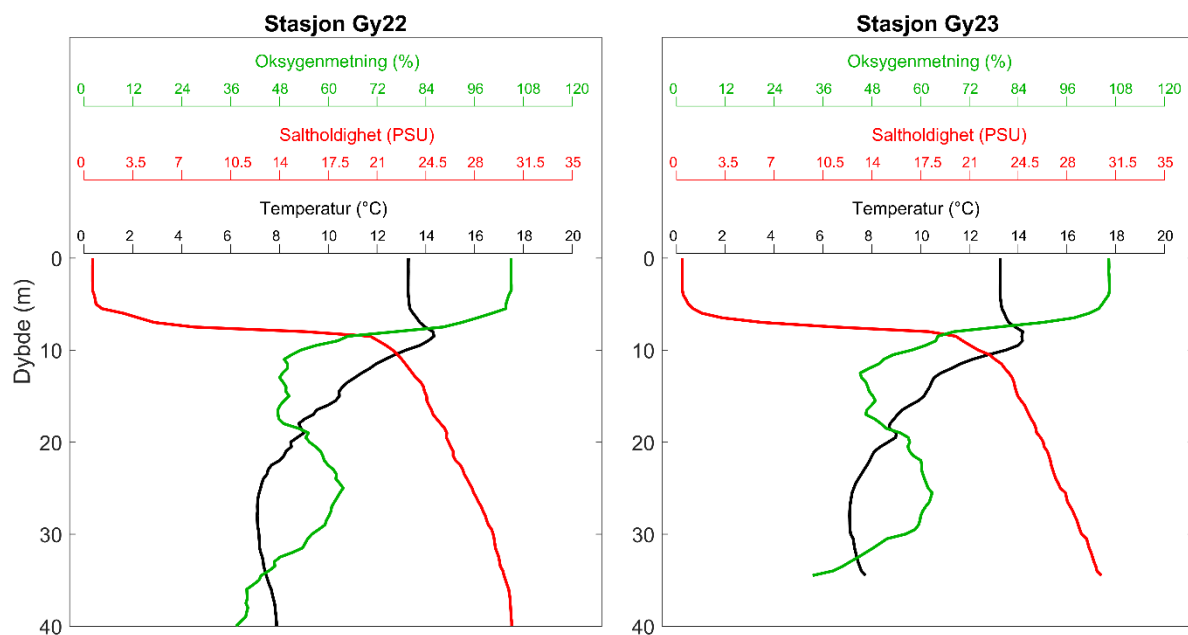 Stasjon Gy22
Oksygenmetning (%)
0 12 24 36 48 60 72 84 96 108 120
Saltholdighet (PSU)
0 3.5 7 10.5 14 17.5 21 24.5 28 31.5 35
Temperatur (°C)
0 2 4 6 8 10 12 14 16 18 20
Dybde (m)
0
10
20
30
40
Stasjon Gy23
Oksygenmetning (%)
0 12 24 36 48 60 72 84 96 108 120
Saltholdighet (PSU)
0 3.5 7 10.5 14 17.5 21 24.5 28 31.5 35
Temperatur (°C)
0 2 4 6 8 10 12 14 16 18 20
0
10
20
30
40